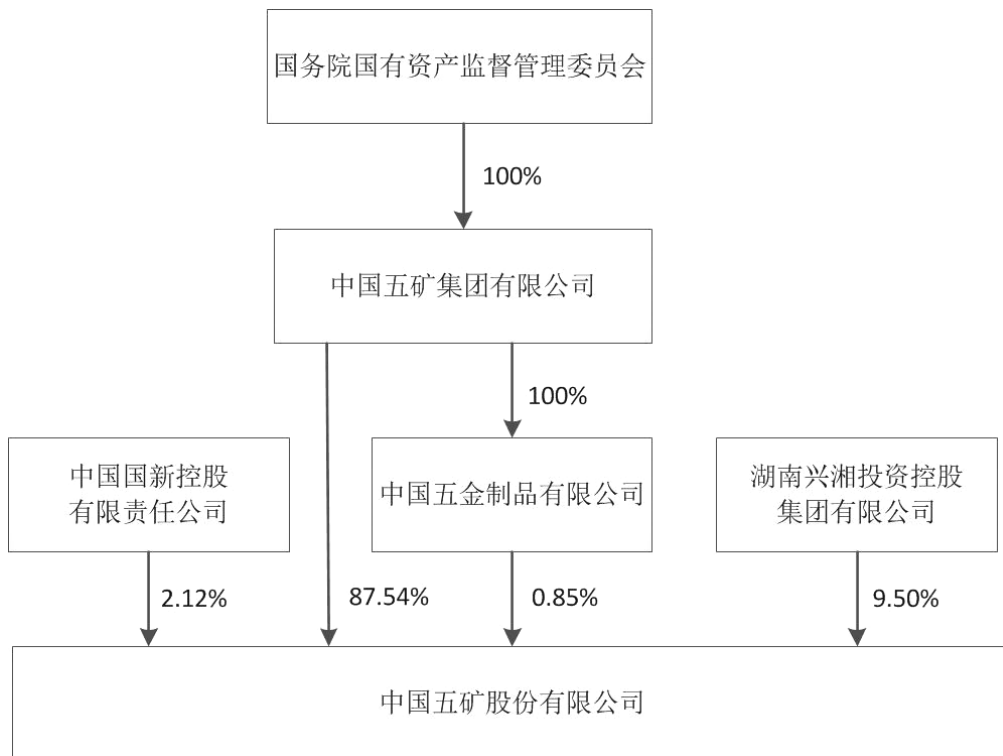 国务院国有资产监督管理委员会
100%
中国五矿集团有限公司
100%
中国国新控股
有限责任公司
中国五金制品有限公司
湖南兴湘投资控股
集团有限公司
2.12%
87.54%
0.85%
9.50%
中国五矿股份有限公司